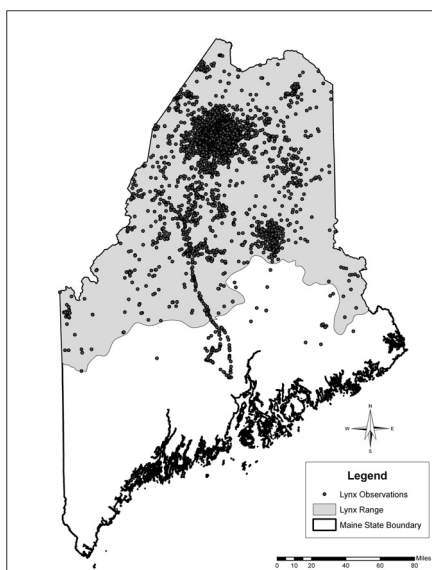 N
W E
S
Legend
Lynx Observations
Lynx Range
Maine State Boundary
Miles
0 10 20 40 60 80